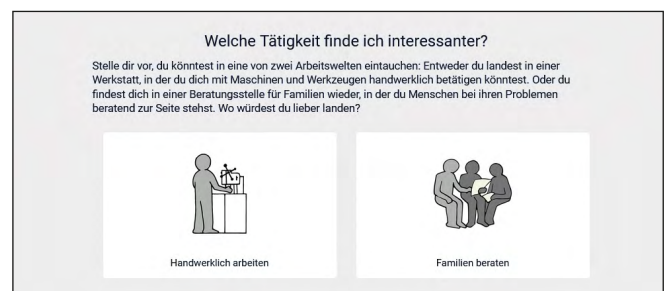 Welche Tätigkeit finde ich interessanter?
Stelle dir vor, du könntest in eine von zwei Arbeitswelten eintauchen: Entweder du landest in einer
Werkstatt, in der du dich mit Maschinen und Werkzeugen handwerklich betätigen könntest. Oder du
findest dich in einer Beratungsstelle für Familien wieder, in der du Menschen bei ihren Problemen
beratend zur Seite stehst. Wo würdest du lieber landen?
Handwerklich arbeiten
Familien beraten